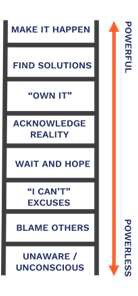 MAKE IT HAPPEN
FIND SOLUTIONS
“OWN IT”
ACKNOWLEDGE
REALITY
WAIT AND HOPE
“I CAN’T”
EXCUSES
BLAME OTHERS
UNAWARE /
UNCONSCIOUS
POWERFUL
POWERLESS